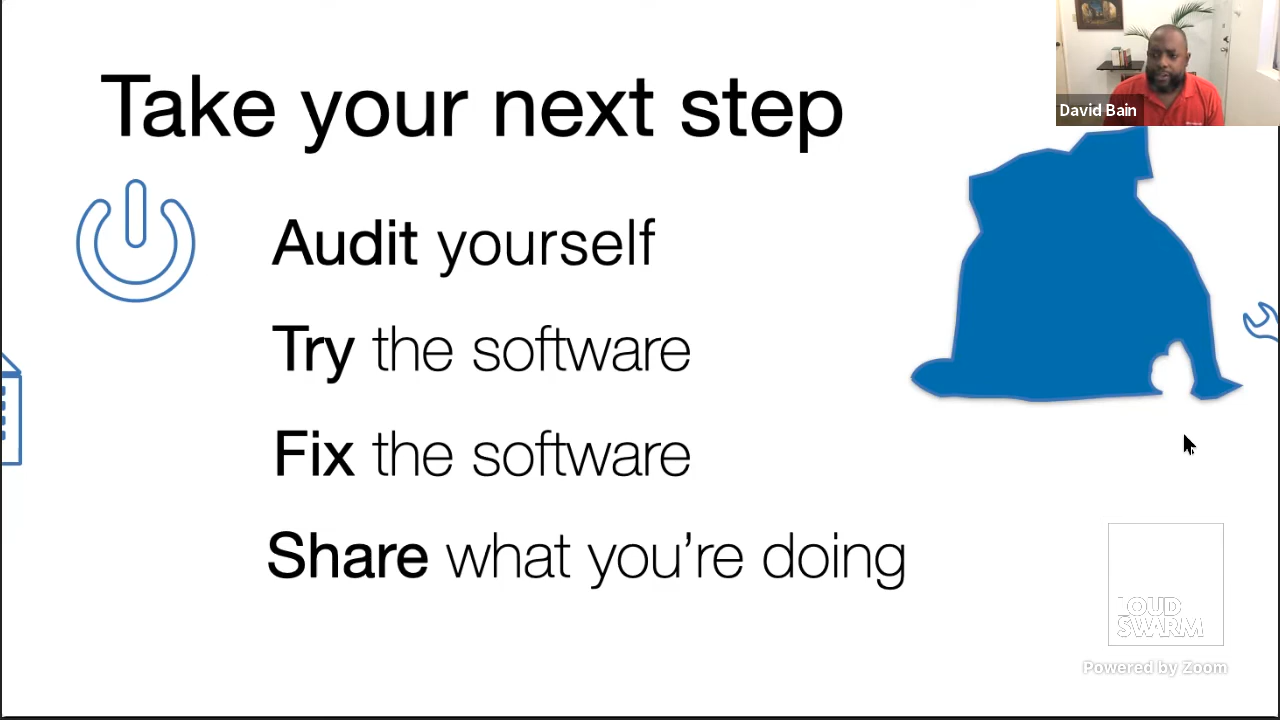 Take your next step
David Bain
Audit yourself
Try the software
Fix the software
Share what you're doing
LOUD
SWARM
Powered by Zoom